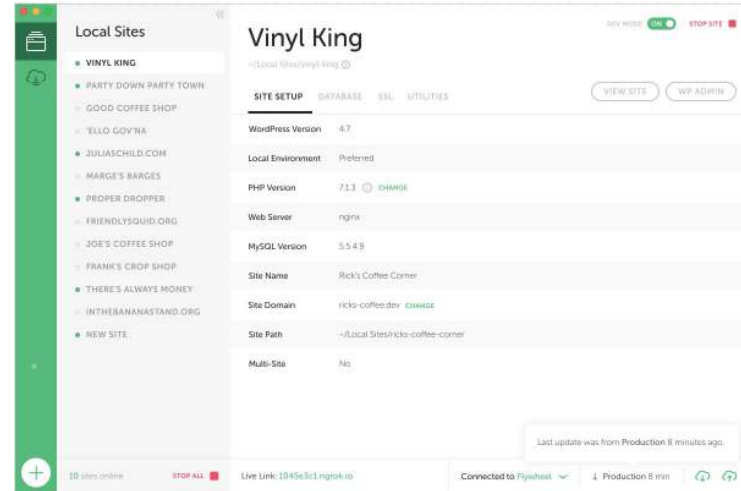 Local Sites
VINYL KING
PARTY DOWN PARTY TOWN
GOOD COFFEE SHOP
'ELLO GOV'NA
JULIASCHILD.COM
MARGE'S BARGES
PROPER DROPPER
FRIENDLYSQUID.ORG
JOE'S COFFEE SHOP
FRANK'S CROP SHOP
THERE'S ALWAYS MONEY
INTHEBANANASTAND.ORG
NEW SITE
10 sites online STOP ALL
Vinyl King
DEV MODE ON STOP SITE
~/Local Sites/vinyl-king
SITE SETUP DATABASE SSL UTILITIES
VIEW SITE WP ADMIN
WordPress Version 4.7
Local Environment Preferred
PHP Version 7.1.3 CHANGE
Web Server nginx
MySQL Version 5.5.4.9
Site Name Rick's Coffee Corner
Site Domain ricks-coffee.dev CHANGE
Site Path ~/Local Sites/ricks-coffee-corner
Multi-Site No
Last update was from Production 8 minutes ago.
Live Link: 1045e3c1.ngrok.io Connected to Flywheel Production 8 min